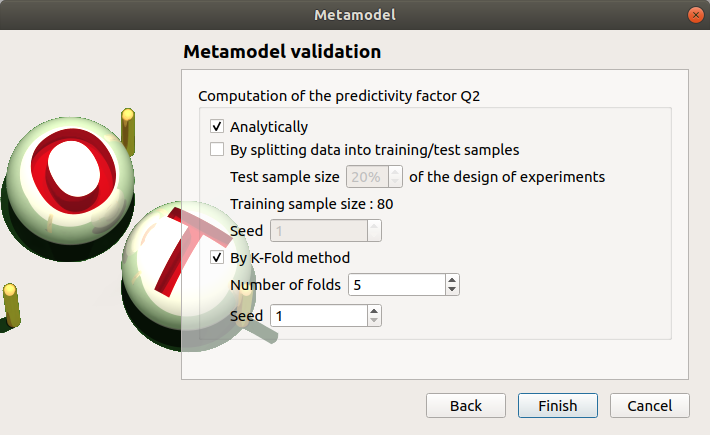 Metamodel
Metamodel validation
Computation of the predictivity factor Q2
Analytically
By splitting data into training/test samples
Test sample size 20% of the design of experiments
Training sample size : 80
Seed 1
By K-Fold method
Number of folds 5
Seed 1
Back Finish Cancel